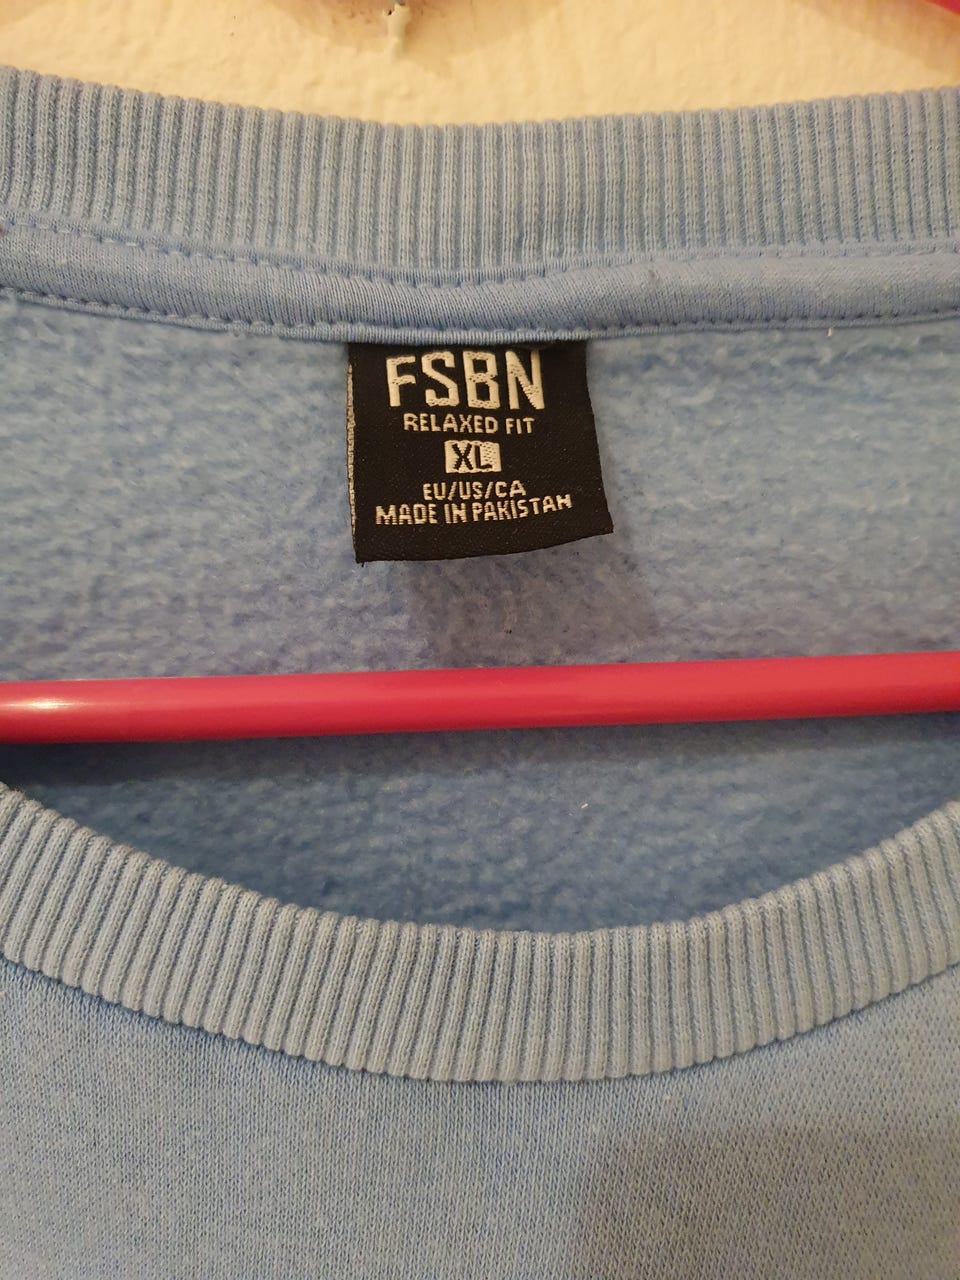 FSBN
RELAXED FIT
XL
EU/US/CA
MADE IN PAKISTAN